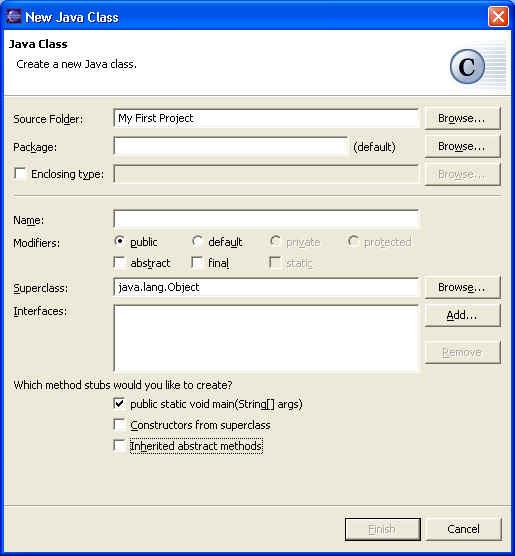 New Java Class
Java Class
Create a new Java class.
C
Source Folder: My First Project Browse...
Package: (default) Browse...
Enclosing type: Browse...
Name:
Modifiers: public default private protected
abstract final static
Superclass: java.lang.Object Browse...
Interfaces: Add...
Remove
Which method stubs would you like to create?
public static void main(String[] args)
Constructors from superclass
Inherited abstract methods
Finish Cancel